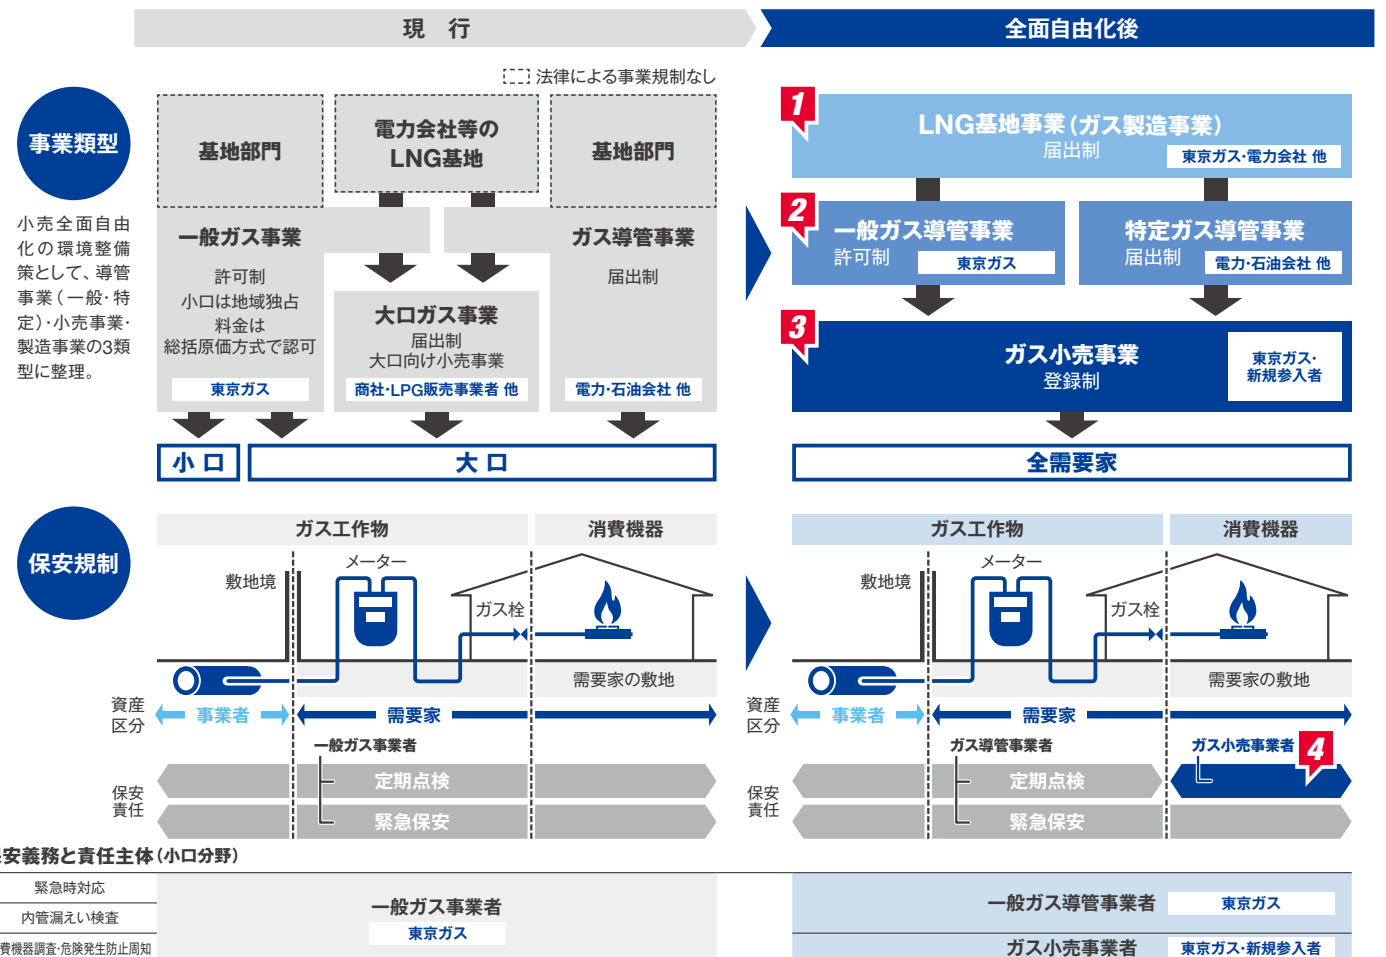 現 行
全面自由化後
法律による事業規制なし
事業類型
小売全面自由
化の環境整備
策として、導管
事業（一般・特
定）・小売事業・
製造事業の3類
型に整理。
基地部門
電力会社等の
LNG基地
基地部門
一般ガス事業
許可制
小口は地域独占
料金は
総括原価方式で認可
東京ガス
大口ガス事業
届出制
大口向け小売事業
商社・LPG販売事業者 他
ガス導管事業
届出制
電力・石油会社 他
小 口
大 口
1
LNG基地事業（ガス製造事業）
届出制
東京ガス・電力会社 他
2
一般ガス導管事業
許可制
東京ガス
特定ガス導管事業
届出制
電力・石油会社 他
3
ガス小売事業
登録制
東京ガス・
新規参入者
全需要家
保安規制
ガス工作物
消費機器
敷地境
メーター
ガス栓
需要家の敷地
資産
区分
事業者
需要家
一般ガス事業者
保安
責任
定期点検
緊急保安
ガス工作物
消費機器
敷地境
メーター
ガス栓
需要家の敷地
資産
区分
事業者
需要家
ガス導管事業者
ガス小売事業者
4
保安
責任
定期点検
緊急保安
安義務と責任主体（小口分野）
緊急時対応
内管漏えい検査
費機器調査・危険発生防止周知
一般ガス事業者
東京ガス
一般ガス導管事業者
東京ガス
ガス小売事業者
東京ガス・新規参入者